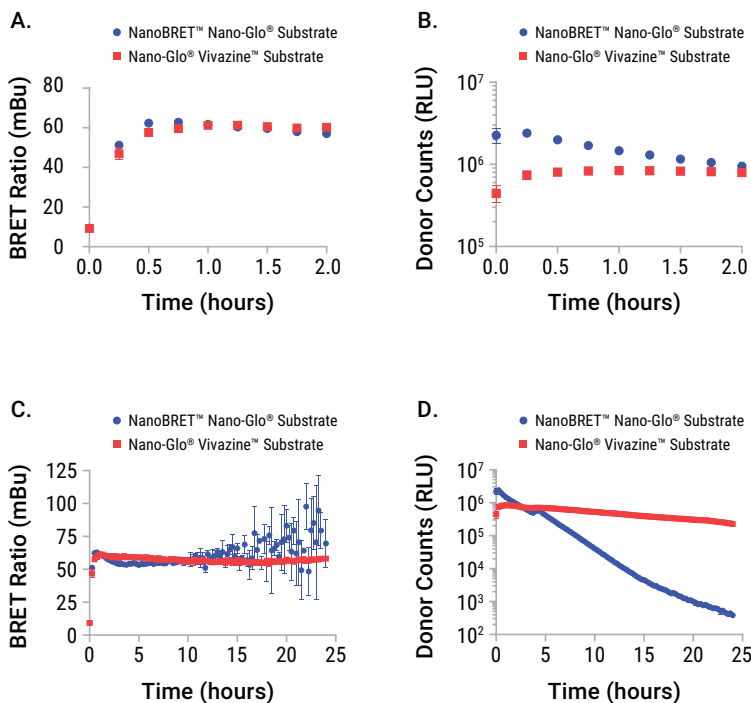 A.
NanoBRET™ Nano-Glo® Substrate
Nano-Glo® Vivazine™ Substrate
BRET Ratio (mBu)
80
60
40
20
0
0.0 0.5 1.0 1.5 2.0
Time (hours)
B.
NanoBRET™ Nano-Glo® Substrate
Nano-Glo® Vivazine™ Substrate
Donor Counts (RLU)
10⁷
10⁶
10⁵
0.0 0.5 1.0 1.5 2.0
Time (hours)
C.
NanoBRET™ Nano-Glo® Substrate
Nano-Glo® Vivazine™ Substrate
BRET Ratio (mBu)
125
100
75
50
25
0
0 5 10 15 20 25
Time (hours)
D.
NanoBRET™ Nano-Glo® Substrate
Nano-Glo® Vivazine™ Substrate
Donor Counts (RLU)
10⁷
10⁶
10⁵
10⁴
10³
10²
0 5 10 15 20 25
Time (hours)